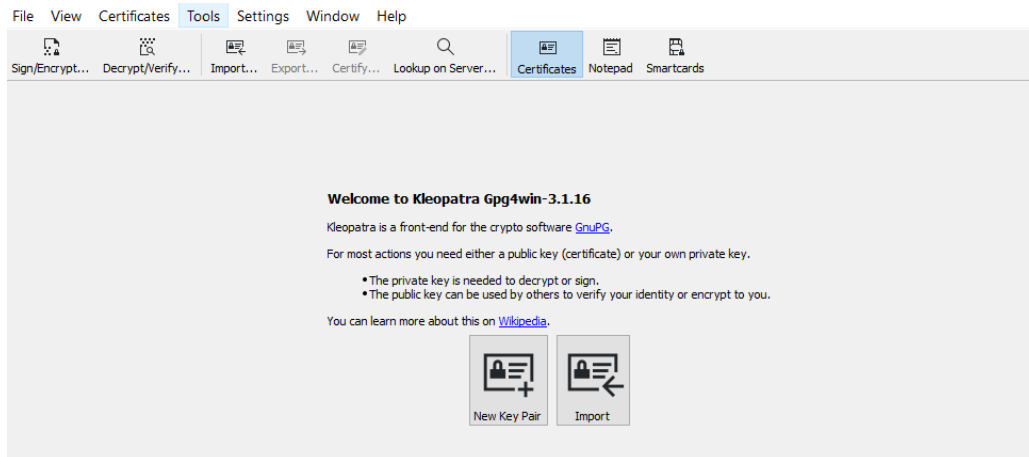 File View Certificates Tools Settings Window Help
Sign/Encrypt... Decrypt/Verify... Import... Export... Certify... Lookup on Server... Certificates Notepad Smartcards
Welcome to Kleopatra Gpg4win-3.1.16
Kleopatra is a front-end for the crypto software GnuPG.
For most actions you need either a public key (certificate) or your own private key.
•The private key is needed to decrypt or sign.
•The public key can be used by others to verify your identity or encrypt to you.
You can learn more about this on Wikipedia.
New Key Pair Import